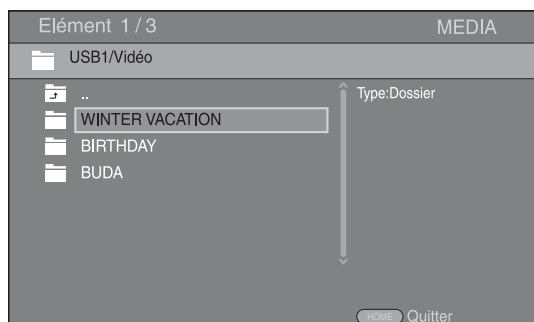 Elément 1 / 3 MEDIA
USB1/Vidéo
.. Type:Dossier
WINTER VACATION
BIRTHDAY
BUDA
HOME Quitter